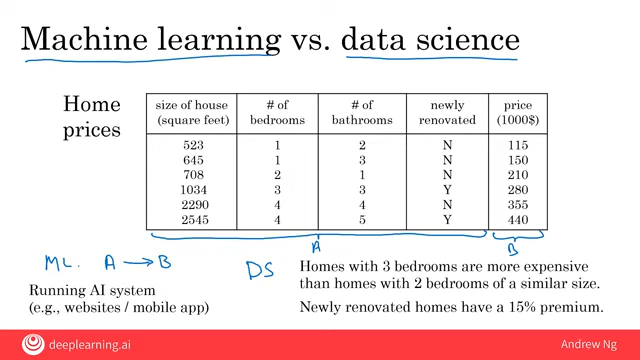 Machine learning vs. data science
Home
prices
size of house
(square feet)
# of
bedrooms
# of
bathrooms
newly
renovated
price
(1000$)
523 1 2 N 115
645 1 3 N 150
708 2 1 N 210
1034 3 3 Y 280
2290 4 4 N 355
2545 4 5 Y 440
A B
ML. A → B
DS
Homes with 3 bedrooms are more expensive
than homes with 2 bedrooms of a similar size.
Running AI system
(e.g., websites / mobile app)
Newly renovated homes have a 15% premium.
deeplearning.ai
Andrew Ng